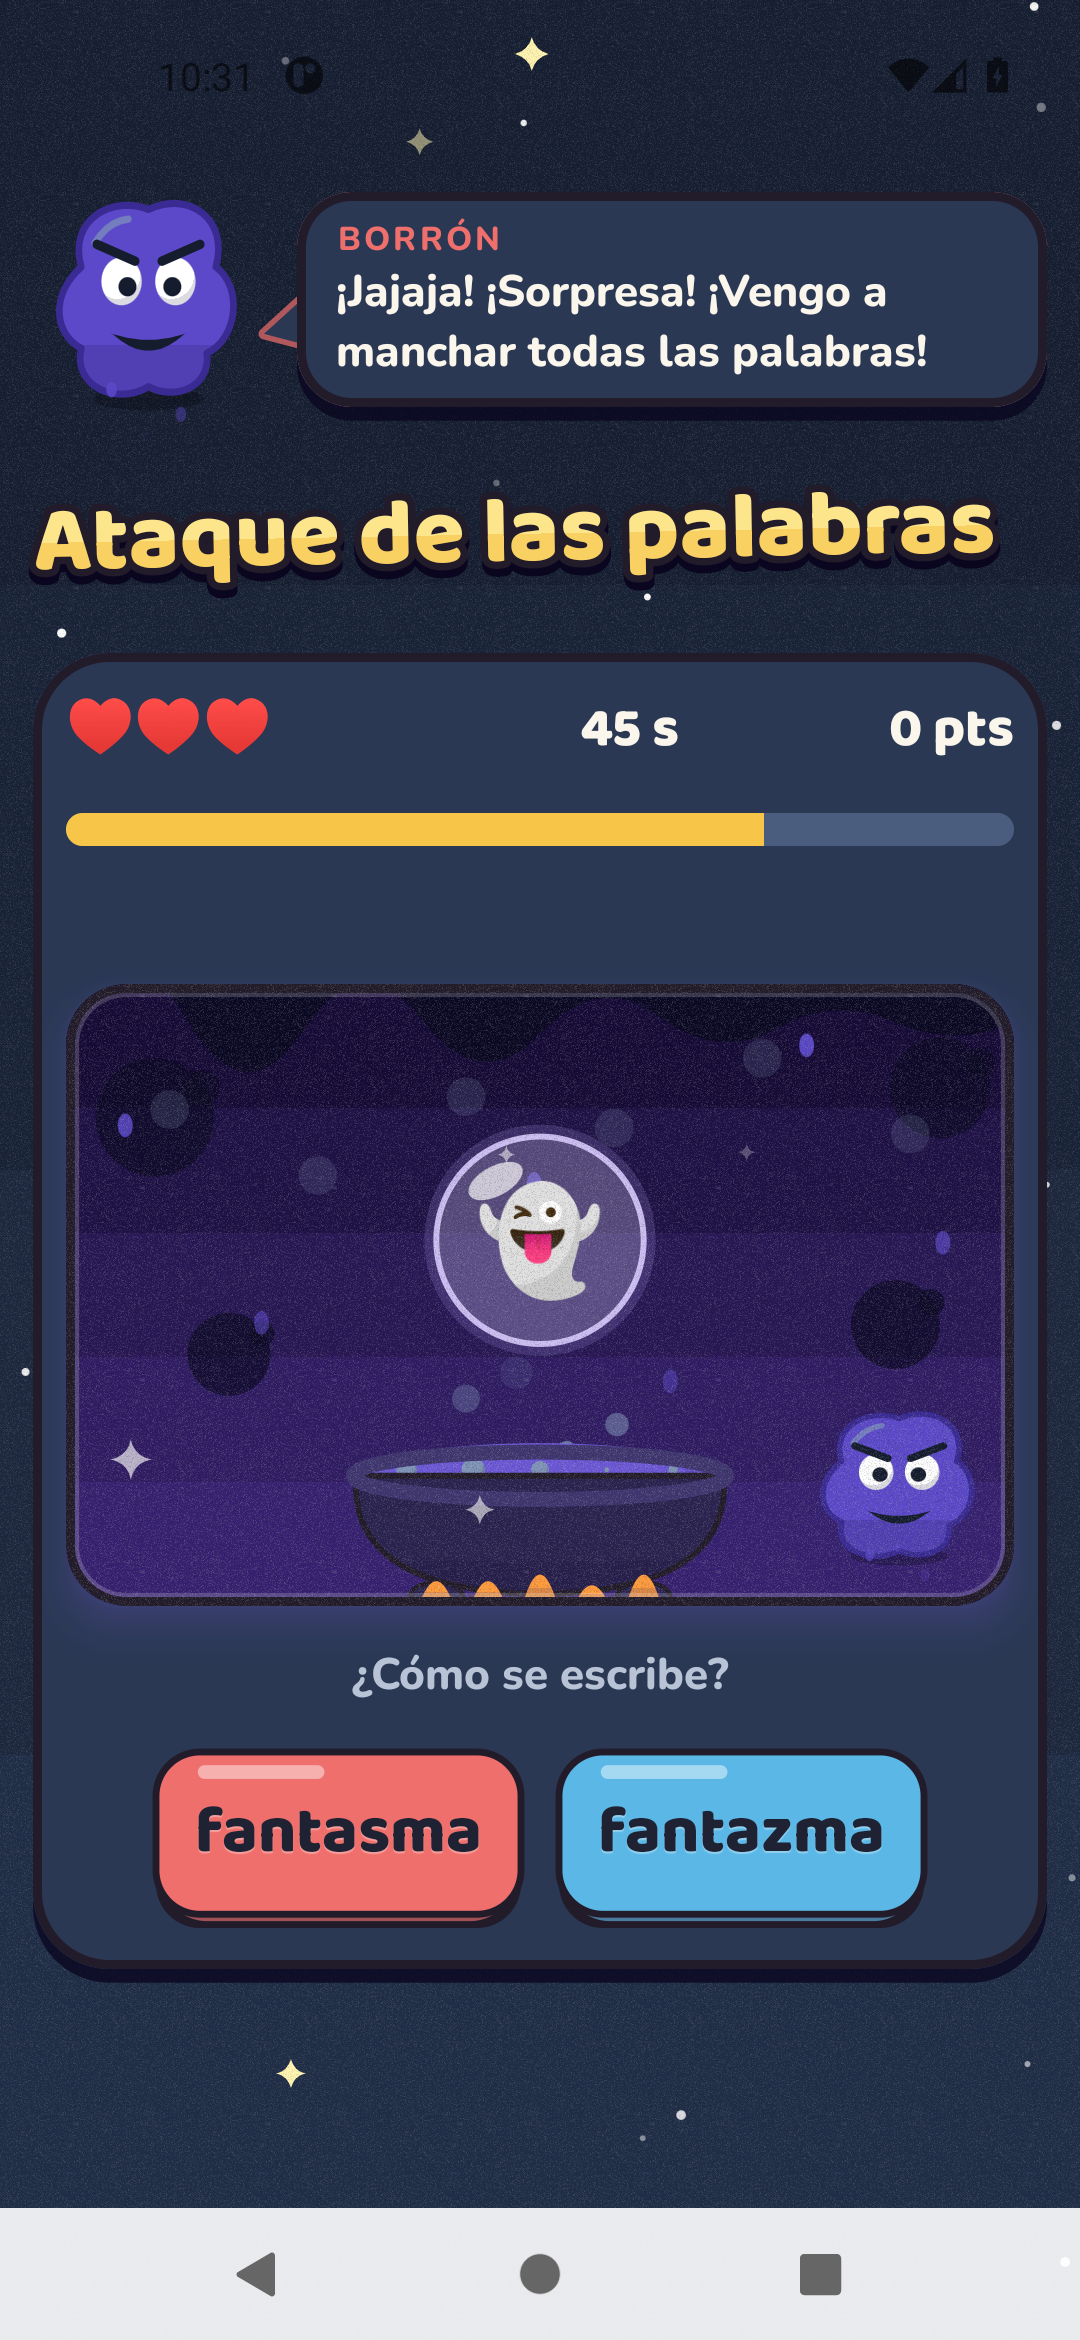 10:31
BORRÓN
¡Jajaja! ¡Sorpresa! ¡Vengo a
manchar todas las palabras!
Ataque de las palabras
45 s
0 pts
¿Cómo se escribe?
fantasma
fantazma